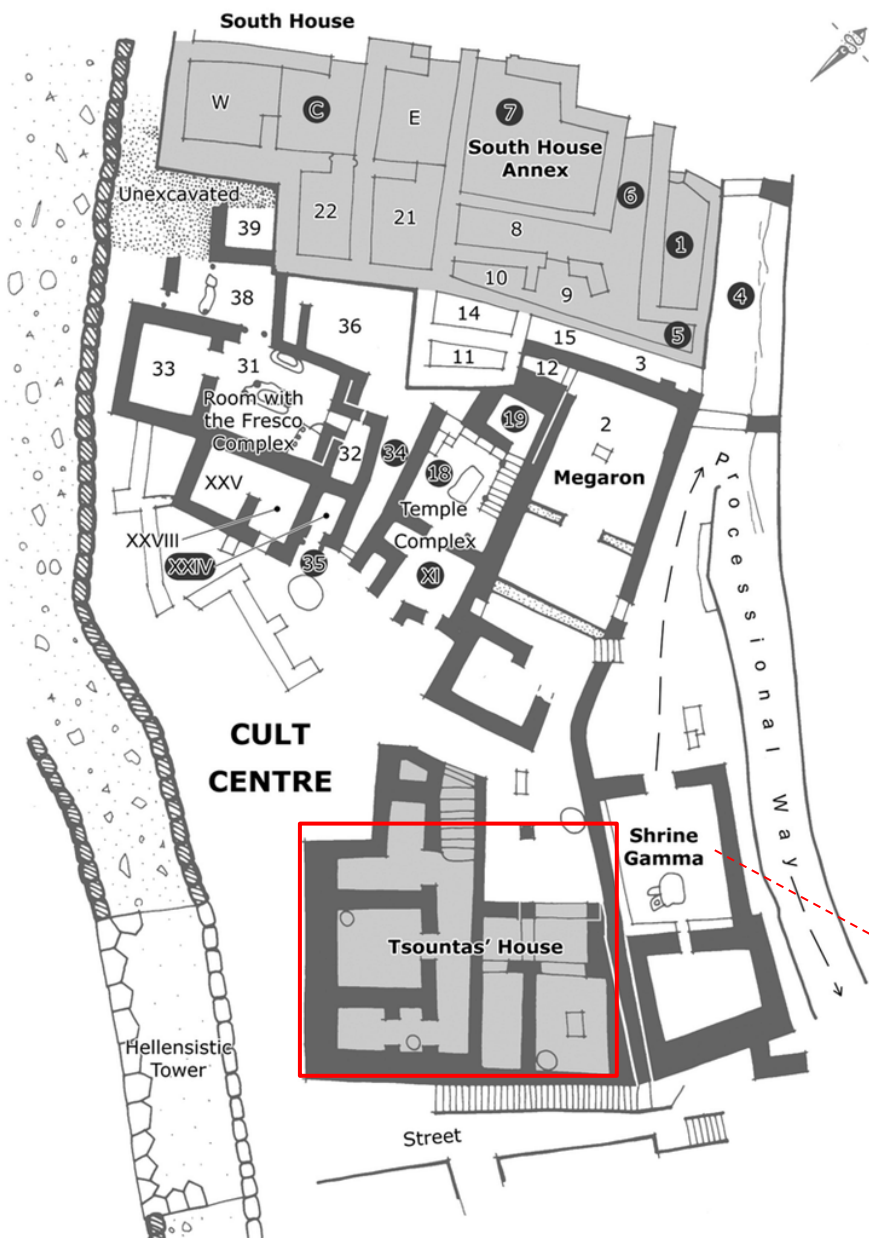 South House
W
C
E
7
South House
Annex
Unexcavated
6
39
22
21
8
1
10
9
4
38
36
14
15
5
33
31
11
12
3
Room with
the Fresco
Complex
32
34
19
2
18
Megaron
XXV
Temple
Complex
XXVIII
XXIV
35
XI
Processional Way
CULT
CENTRE
Shrine
Gamma
Tsountas' House
Hellensistic
Tower
Street